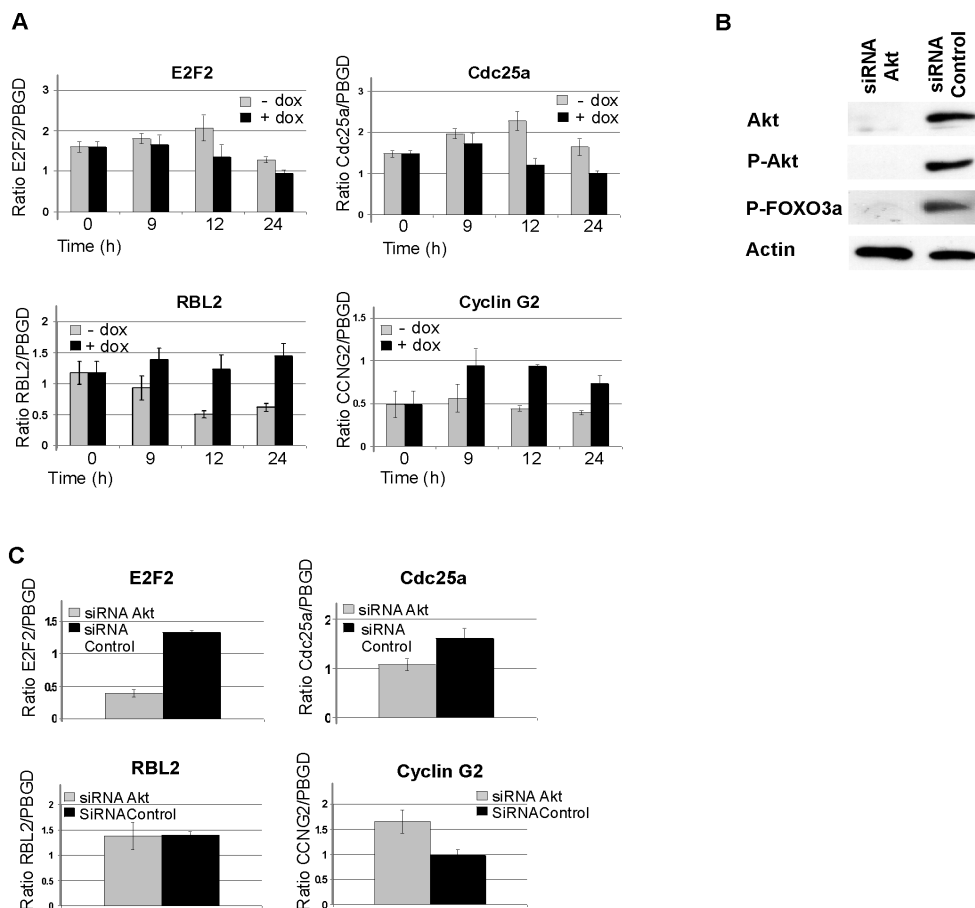 A
E2F2
Ratio E2F2/PBGD
3
2
1
0
- dox
+ dox
0 9 12 24
Time (h)
Cdc25a
Ratio Cdc25a/PBGD
3
2
1
0
- dox
+ dox
0 9 12 24
Time (h)
RBL2
Ratio RBL2/PBGD
2
1.5
1
0.5
0
- dox
+ dox
0 9 12 24
Time (h)
Cyclin G2
Ratio CCNG2/PBGD
1.5
1
0.5
0
- dox
+ dox
0 9 12 24
Time (h)
B
siRNA
Akt
siRNA
Control
Akt
P-Akt
P-FOXO3a
Actin
C
E2F2
Ratio E2F2/PBGD
1.5
1
0.5
0
siRNA Akt
siRNA
Control
Cdc25a
Ratio Cdc25a/PBGD
2
1
0
siRNA Akt
siRNA
Control
RBL2
Ratio RBL2/PBGD
2
1.5
1
0.5
0
siRNA Akt
SiRNAControl
Cyclin G2
Ratio CCNG2/PBGD
2
1.5
1
0.5
0
siRNA Akt
SiRNAControl